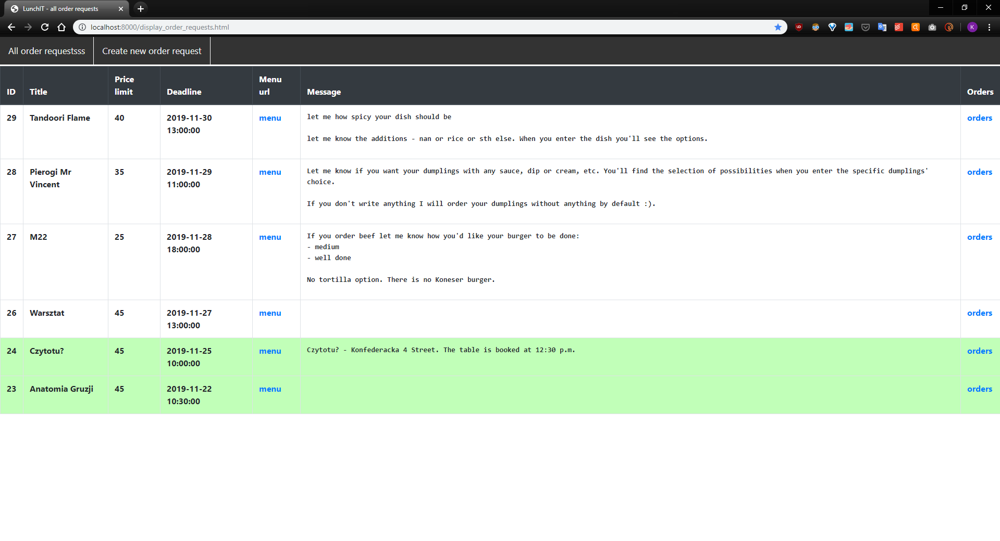 LunchIT - all order requests
localhost:8000/display_order_requests.html
K
All order requestsss
Create new order request
ID
Title
Price
limit
Deadline
Menu
url
Message
Orders
29
Tandoori Flame
40
2019-11-30
13:00:00
menu
let me how spicy your dish should be
let me know the additions - nan or rice or sth else. When you enter the dish you'll see the options.
orders
28
Pierogi Mr
Vincent
35
2019-11-29
11:00:00
menu
Let me know if you want your dumplings with any sauce, dip or cream, etc. You'll find the selection of possibilities when you enter the specific dumplings'
choice.
If you don't write anything I will order your dumplings without anything by default :).
orders
27
M22
25
2019-11-28
18:00:00
menu
If you order beef let me know how you'd like your burger to be done:
- medium
- well done
No tortilla option. There is no Koneser burger.
orders
26
Warsztat
45
2019-11-27
13:00:00
menu
orders
24
Czytotu?
45
2019-11-25
10:00:00
menu
Czytotu? - Konfederacka 4 Street. The table is booked at 12:30 p.m.
orders
23
Anatomia Gruzji
45
2019-11-22
10:30:00
menu
orders